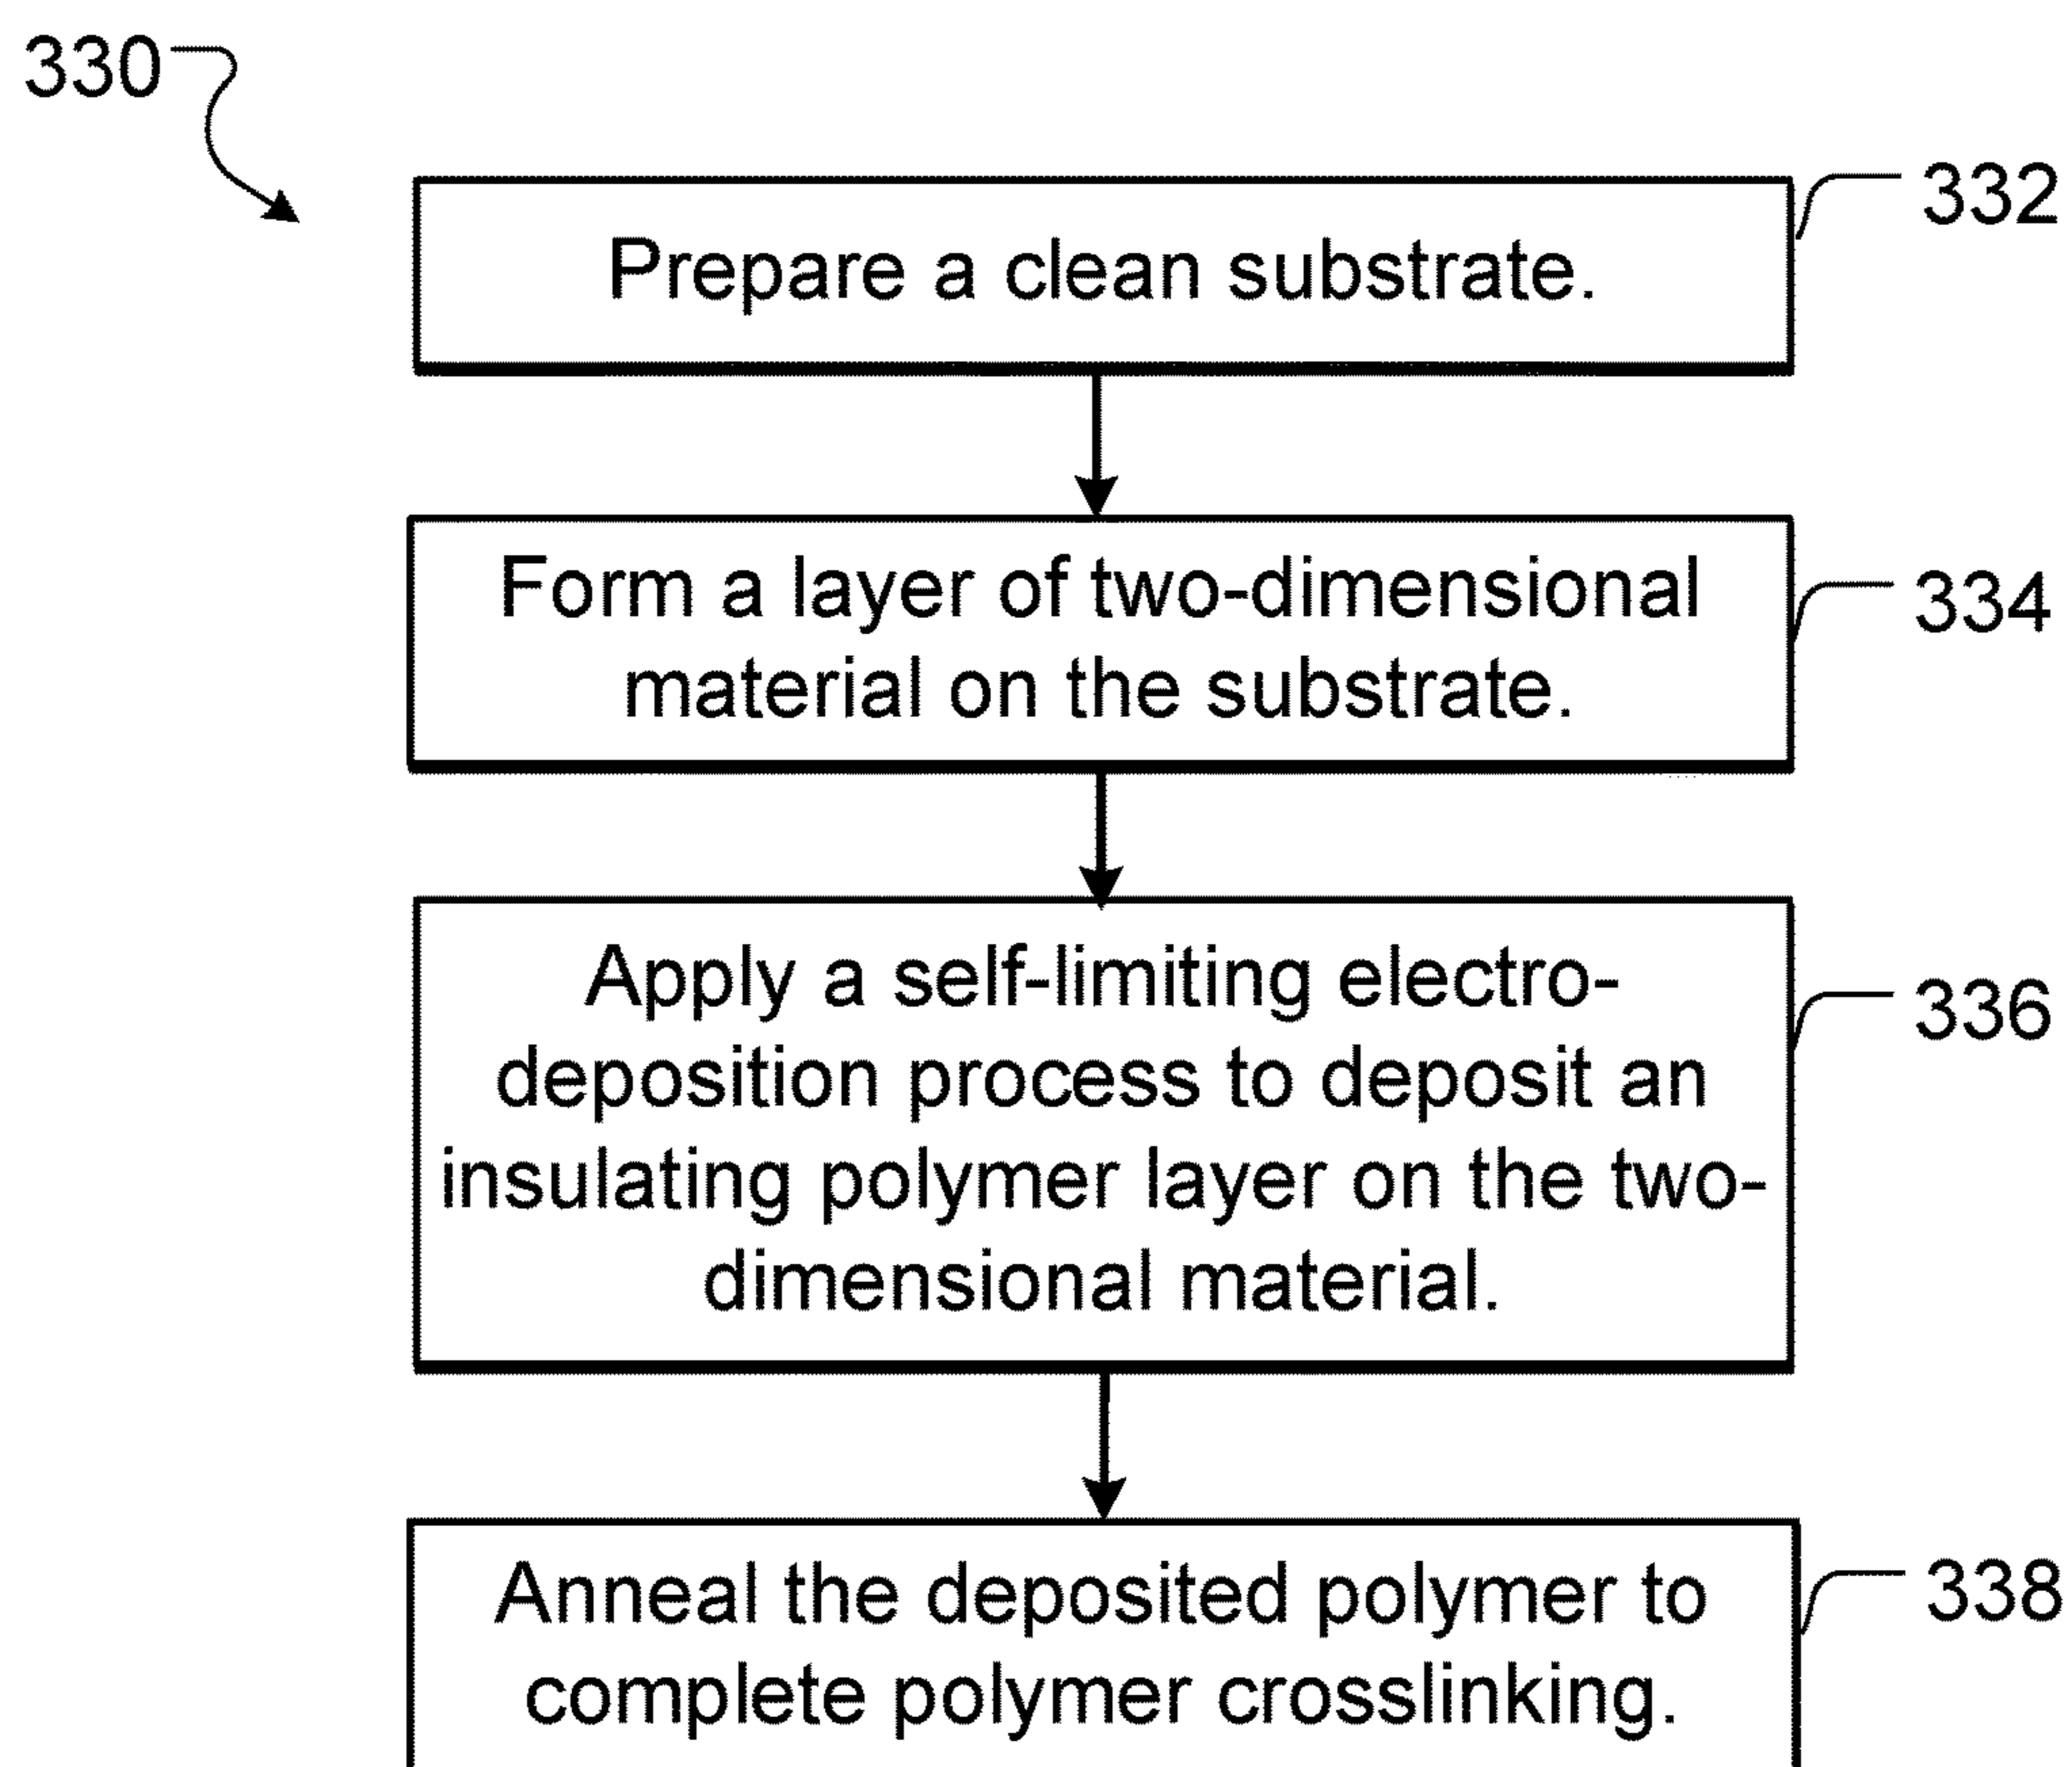 330
332
Prepare a clean substrate.
Form a layer of two-dimensional
material on the substrate.
334
Apply a self-limiting electro-
deposition process to deposit an
insulating polymer layer on the two-
dimensional material.
336
Anneal the deposited polymer to
complete polymer crosslinking.
338